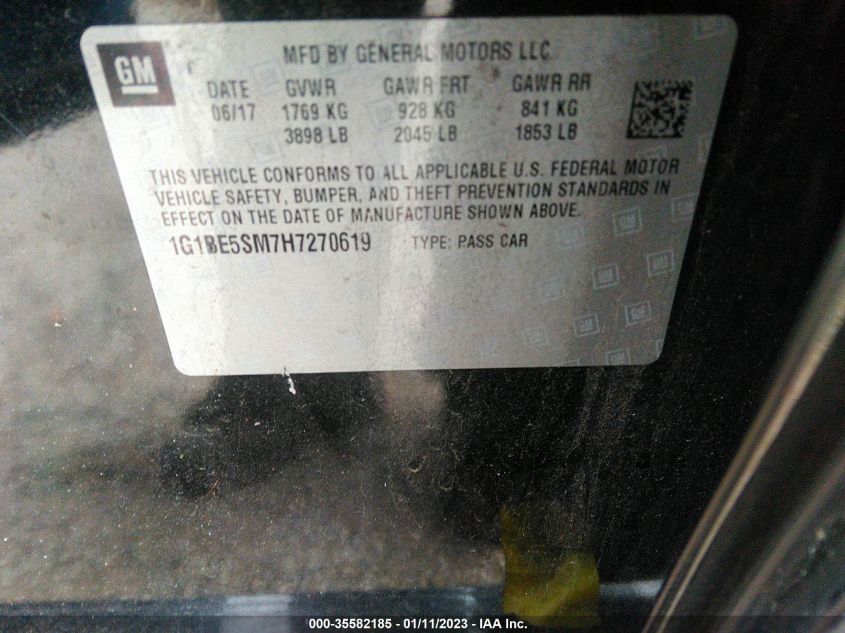 GM
MFD BY GENERAL MOTORS LLC
DATE GVWR GAWR FRT GAWR RR
06/17 1769 KG 928 KG 841 KG
3898 LB 2045 LB 1853 LB
THIS VEHICLE CONFORMS TO ALL APPLICABLE U.S. FEDERAL MOTOR
VEHICLE SAFETY, BUMPER, AND THEFT PREVENTION STANDARDS IN
EFFECT ON THE DATE OF MANUFACTURE SHOWN ABOVE.
1G1BE5SM7H7270619 TYPE: PASS CAR
000-35582185 - 01/11/2023 - IAA Inc.